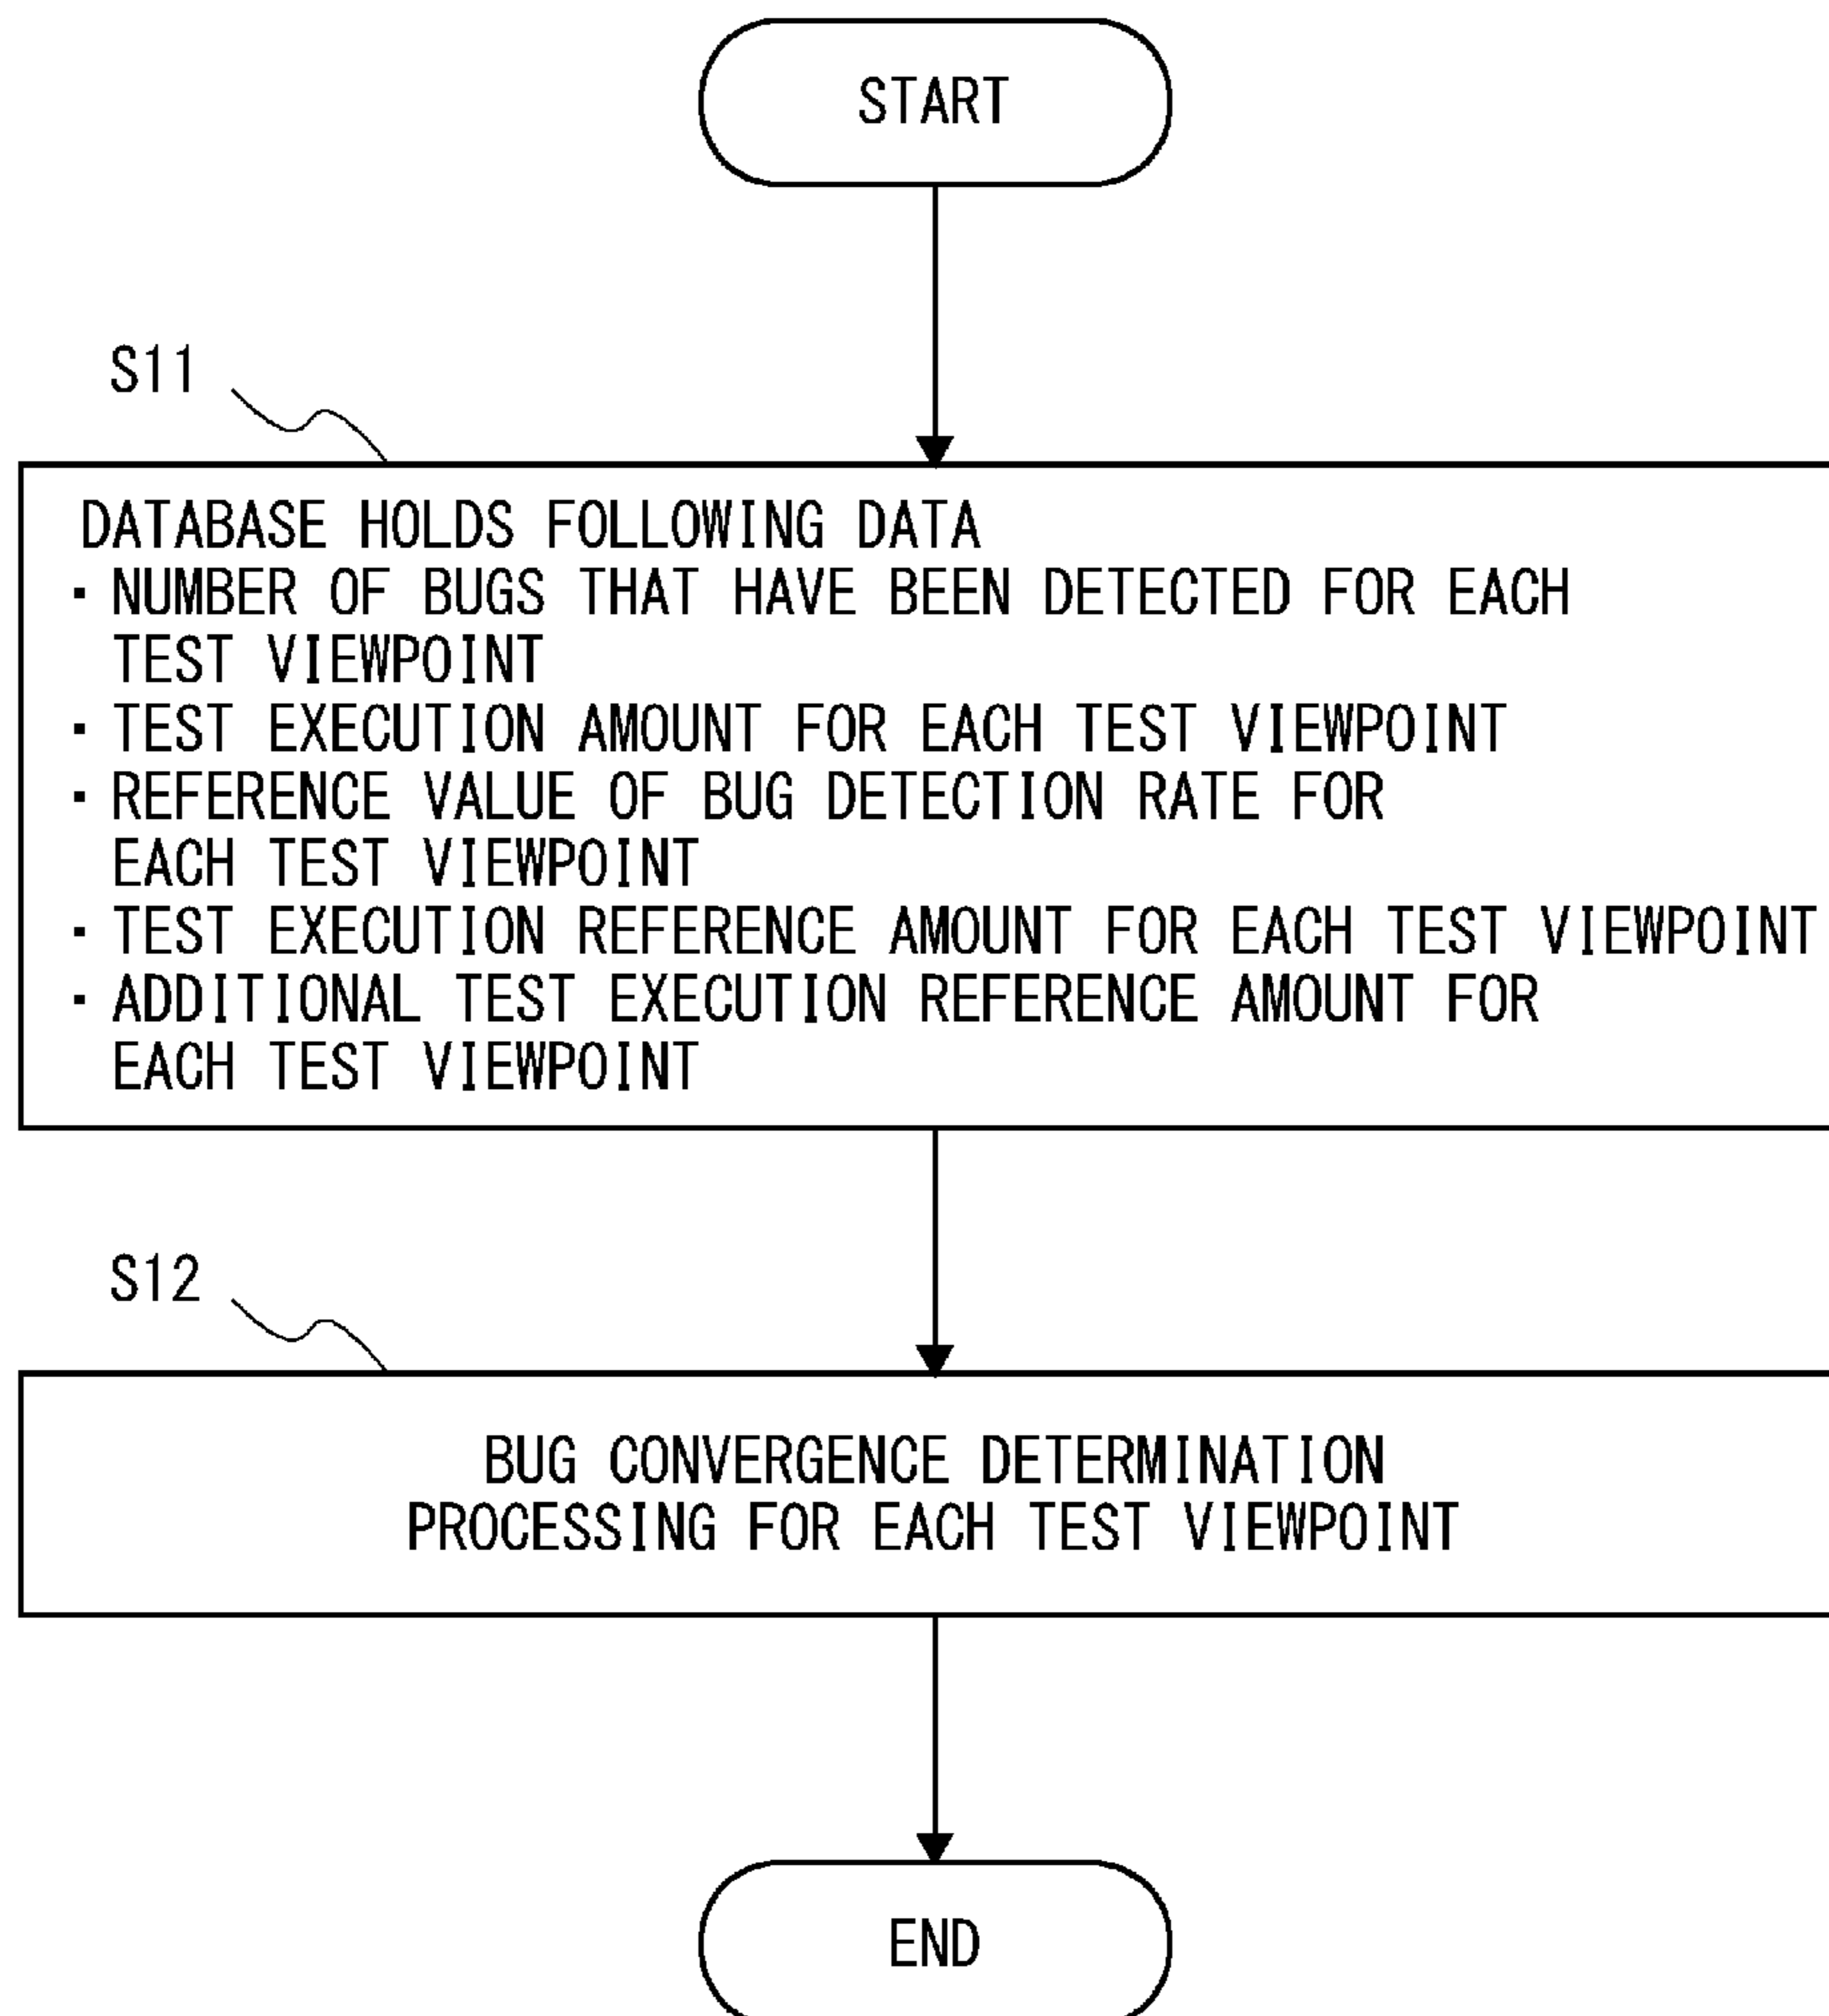 START
S11
DATABASE HOLDS FOLLOWING DATA
・NUMBER OF BUGS THAT HAVE BEEN DETECTED FOR EACH
TEST VIEWPOINT
・TEST EXECUTION AMOUNT FOR EACH TEST VIEWPOINT
・REFERENCE VALUE OF BUG DETECTION RATE FOR
EACH TEST VIEWPOINT
・TEST EXECUTION REFERENCE AMOUNT FOR EACH TEST VIEWPOINT
・ADDITIONAL TEST EXECUTION REFERENCE AMOUNT FOR
EACH TEST VIEWPOINT
S12
BUG CONVERGENCE DETERMINATION
PROCESSING FOR EACH TEST VIEWPOINT
END